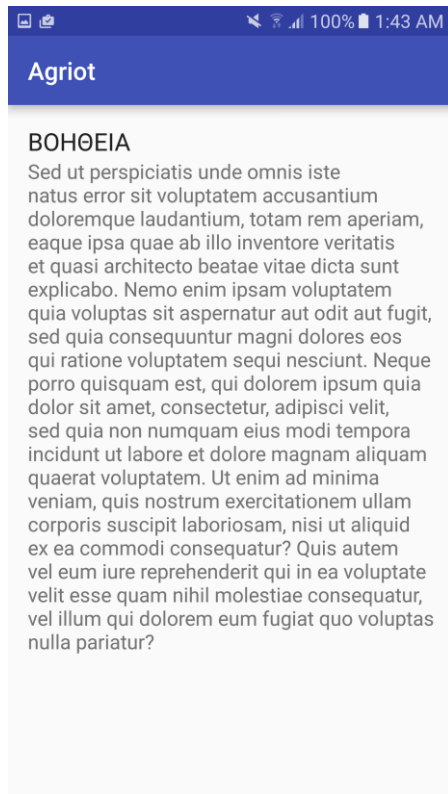 100% 1:43 AM
Agriot
ΒΟΗΘΕΙΑ
Sed ut perspiciatis unde omnis iste
natus error sit voluptatem accusantium
doloremque laudantium, totam rem aperiam,
eaque ipsa quae ab illo inventore veritatis
et quasi architecto beatae vitae dicta sunt
explicabo. Nemo enim ipsam voluptatem
quia voluptas sit aspernatur aut odit aut fugit,
sed quia consequuntur magni dolores eos
qui ratione voluptatem sequi nesciunt. Neque
porro quisquam est, qui dolorem ipsum quia
dolor sit amet, consectetur, adipisci velit,
sed quia non numquam eius modi tempora
incidunt ut labore et dolore magnam aliquam
quaerat voluptatem. Ut enim ad minima
veniam, quis nostrum exercitationem ullam
corporis suscipit laboriosam, nisi ut aliquid
ex ea commodi consequatur? Quis autem
vel eum iure reprehenderit qui in ea voluptate
velit esse quam nihil molestiae consequatur,
vel illum qui dolorem eum fugiat quo voluptas
nulla pariatur?